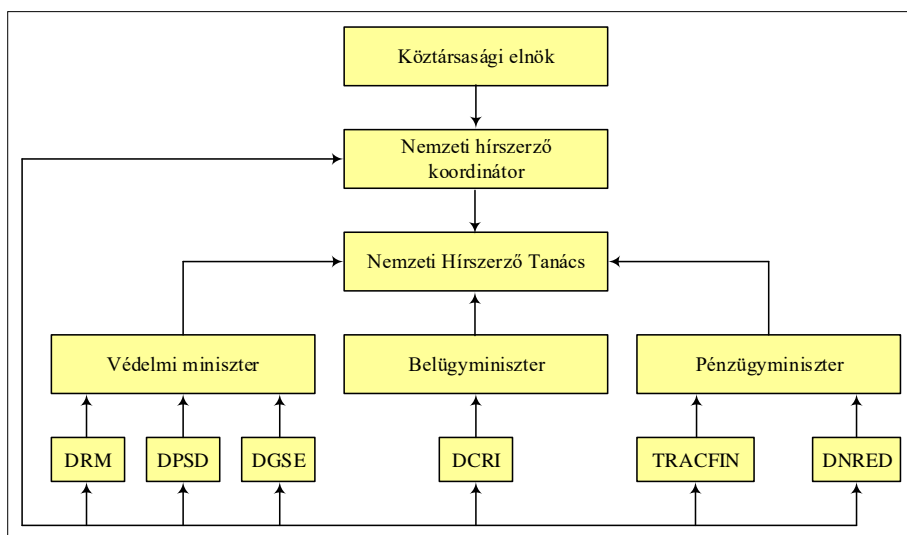 Köztársasági elnök
Nemzeti hírszerző
koordinátor
Nemzeti Hírszerző Tanács
Védelmi miniszter
Belügyminiszter
Pénzügyminiszter
DRM
DPSD
DGSE
DCRI
TRACFIN
DNRED